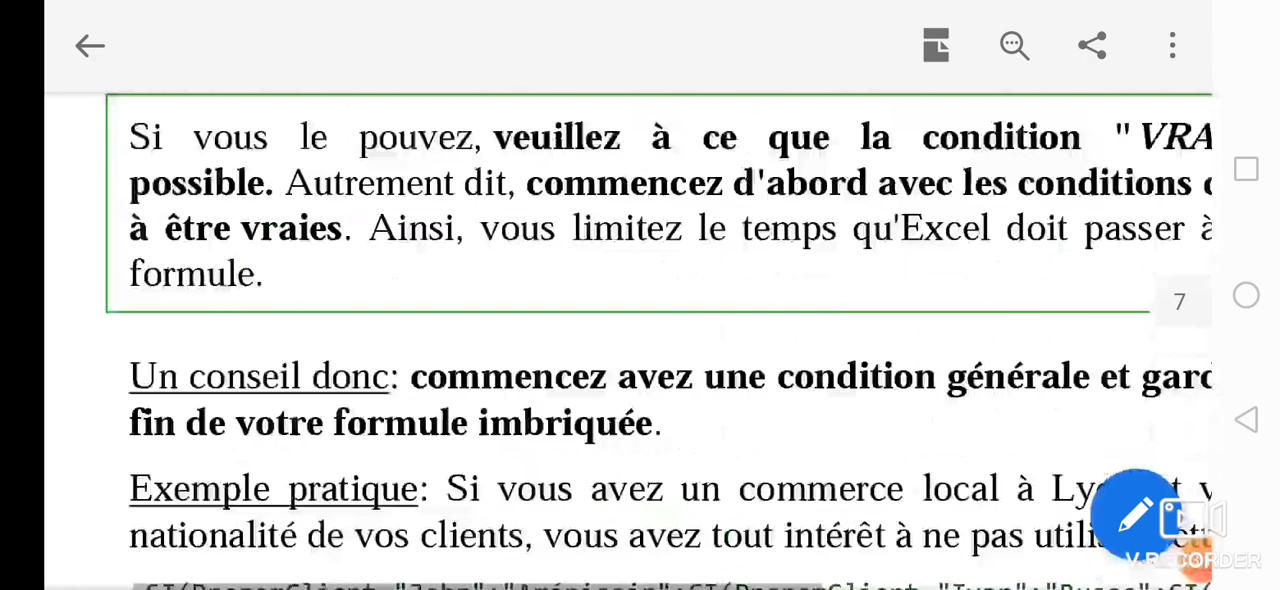 Si vous le pouvez, veuillez à ce que la condition "VRA
possible. Autrement dit, commencez d'abord avec les conditions
à être vraies. Ainsi, vous limitez le temps qu'Excel doit passer à
formule.
7
Un conseil donc: commencez avez une condition générale et gard
fin de votre formule imbriquée.
Exemple pratique: Si vous avez un commerce local à
nationalité de vos clients, vous avez tout intérêt à ne pas
V.RECORDER